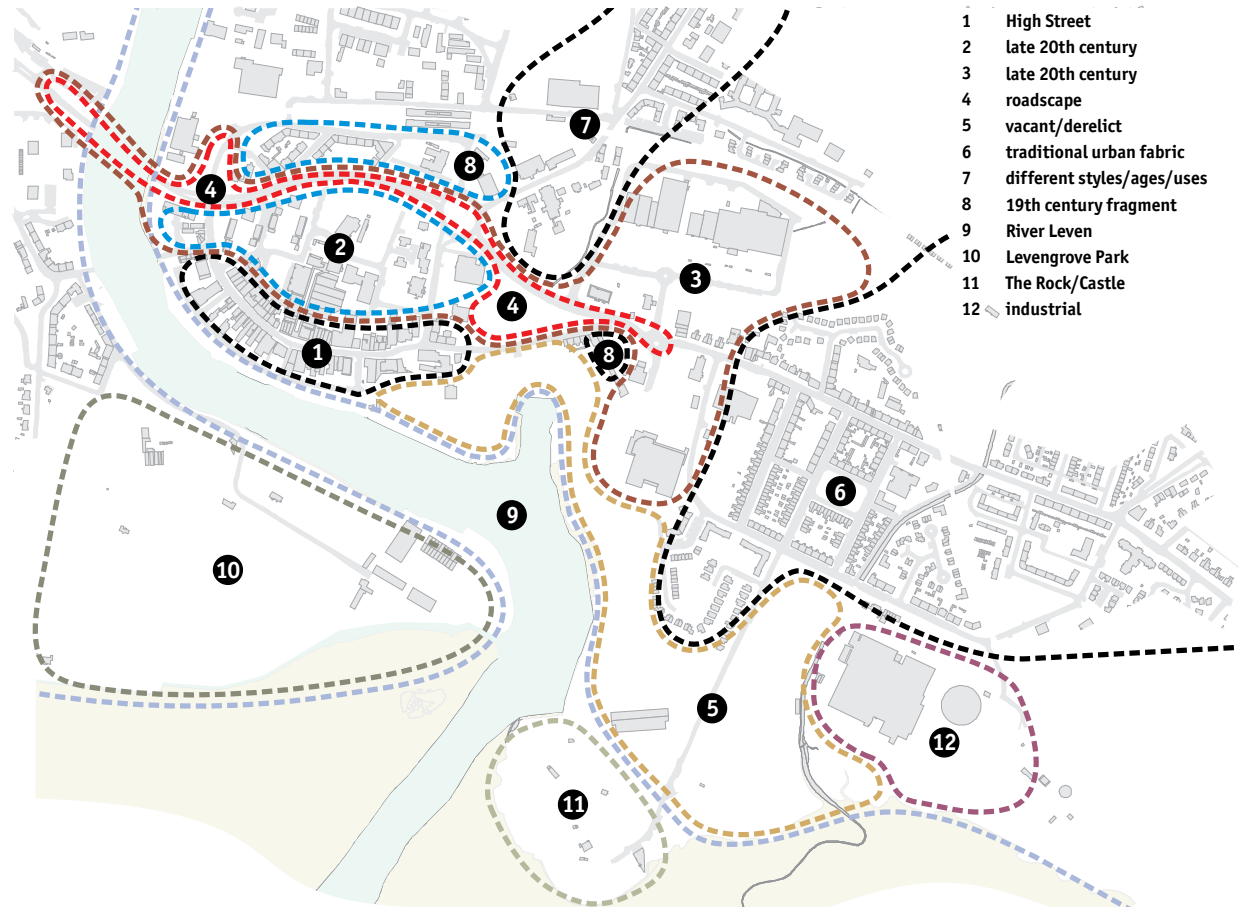 1 High Street
2 late 20th century
3 late 20th century
4 roadscape
5 vacant/derelict
6 traditional urban fabric
7 different styles/ages/uses
8 19th century fragment
9 River Leven
10 Levengrove Park
11 The Rock/Castle
12 industrial
7
8
4
2
3
4
1
8
6
9
10
5
12
11